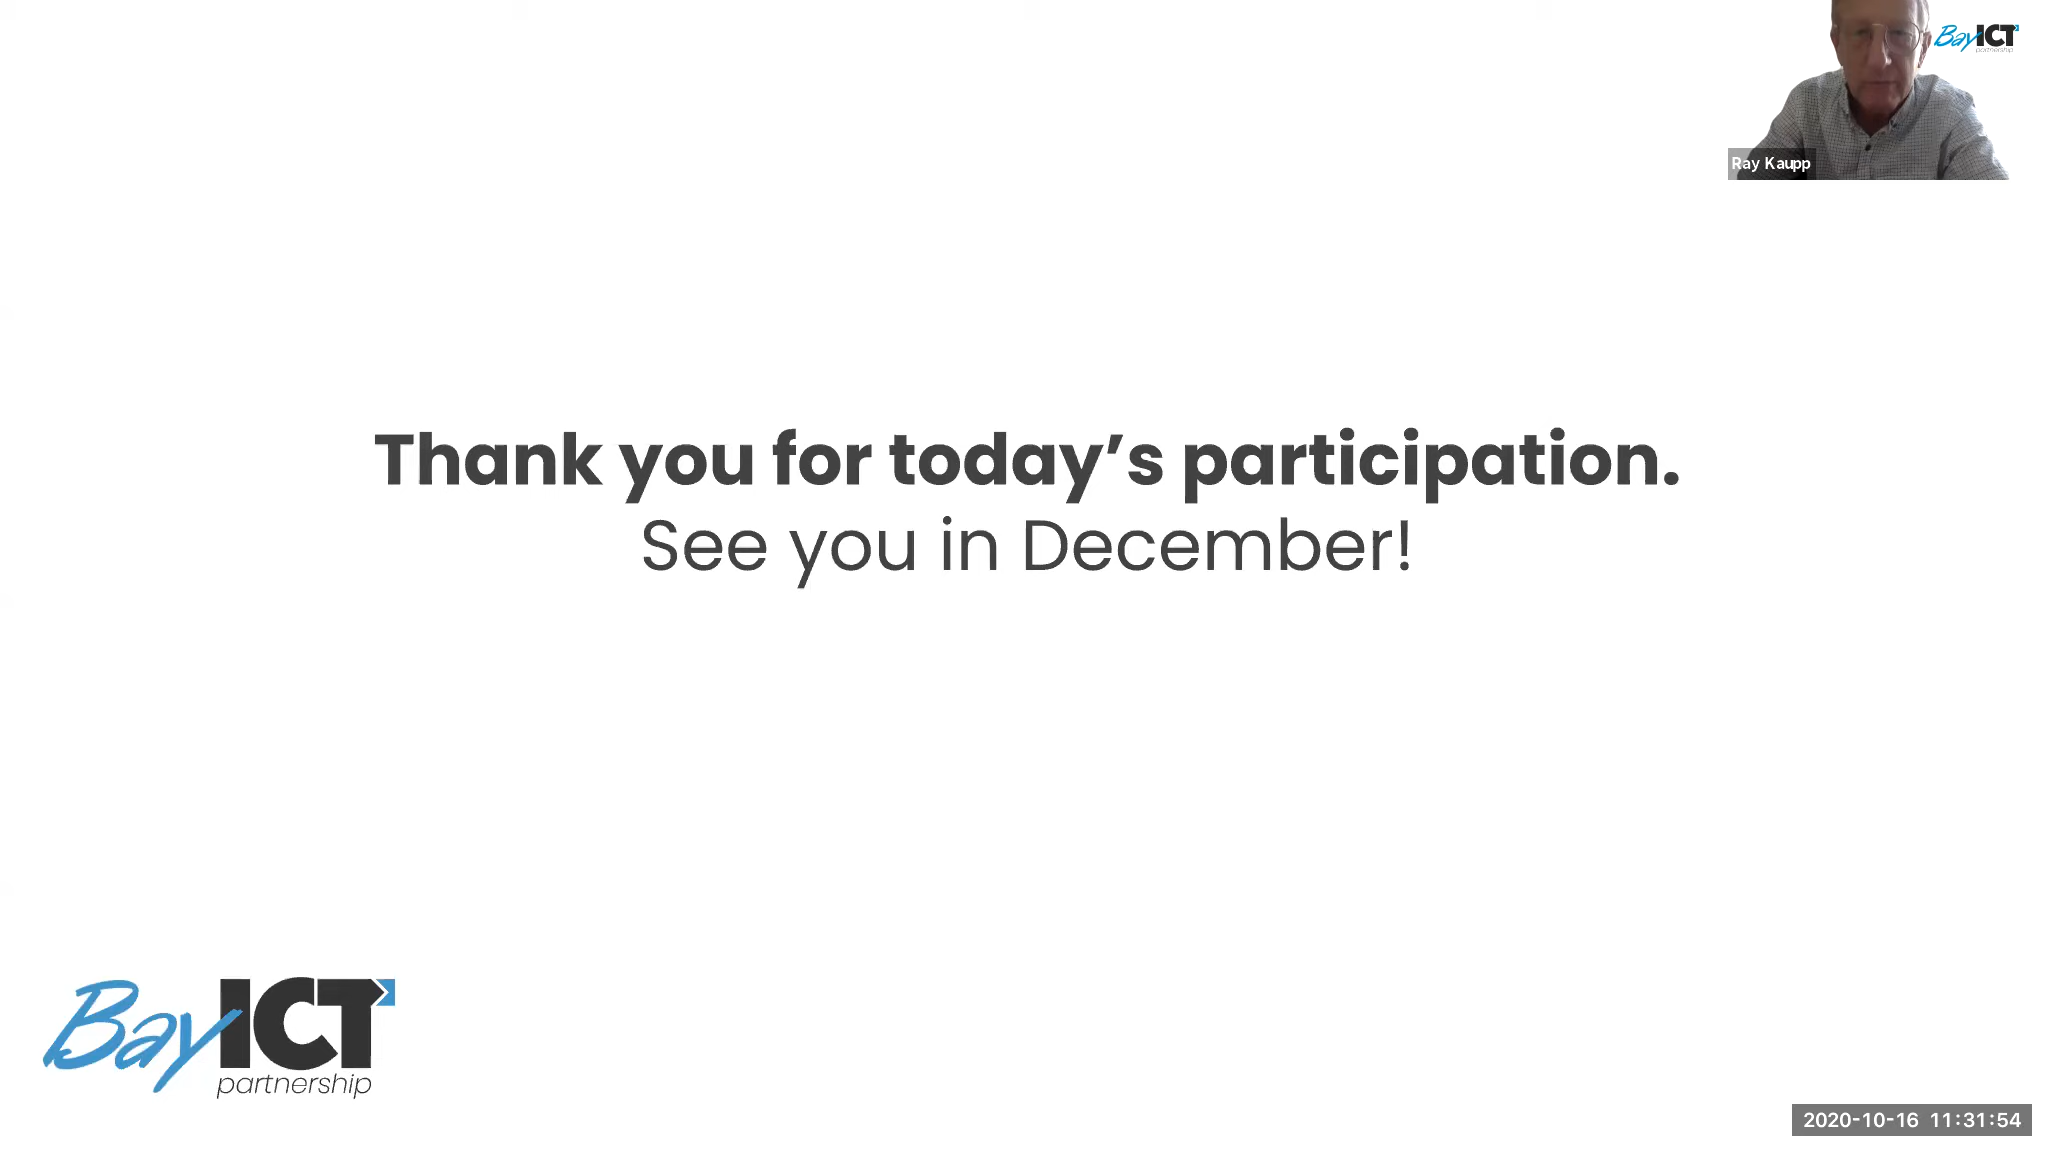 BayICT
partnership
Ray Kaupp
Thank you for today’s participation.
See you in December!
BayICT
partnership
2020-10-16 11:31:54